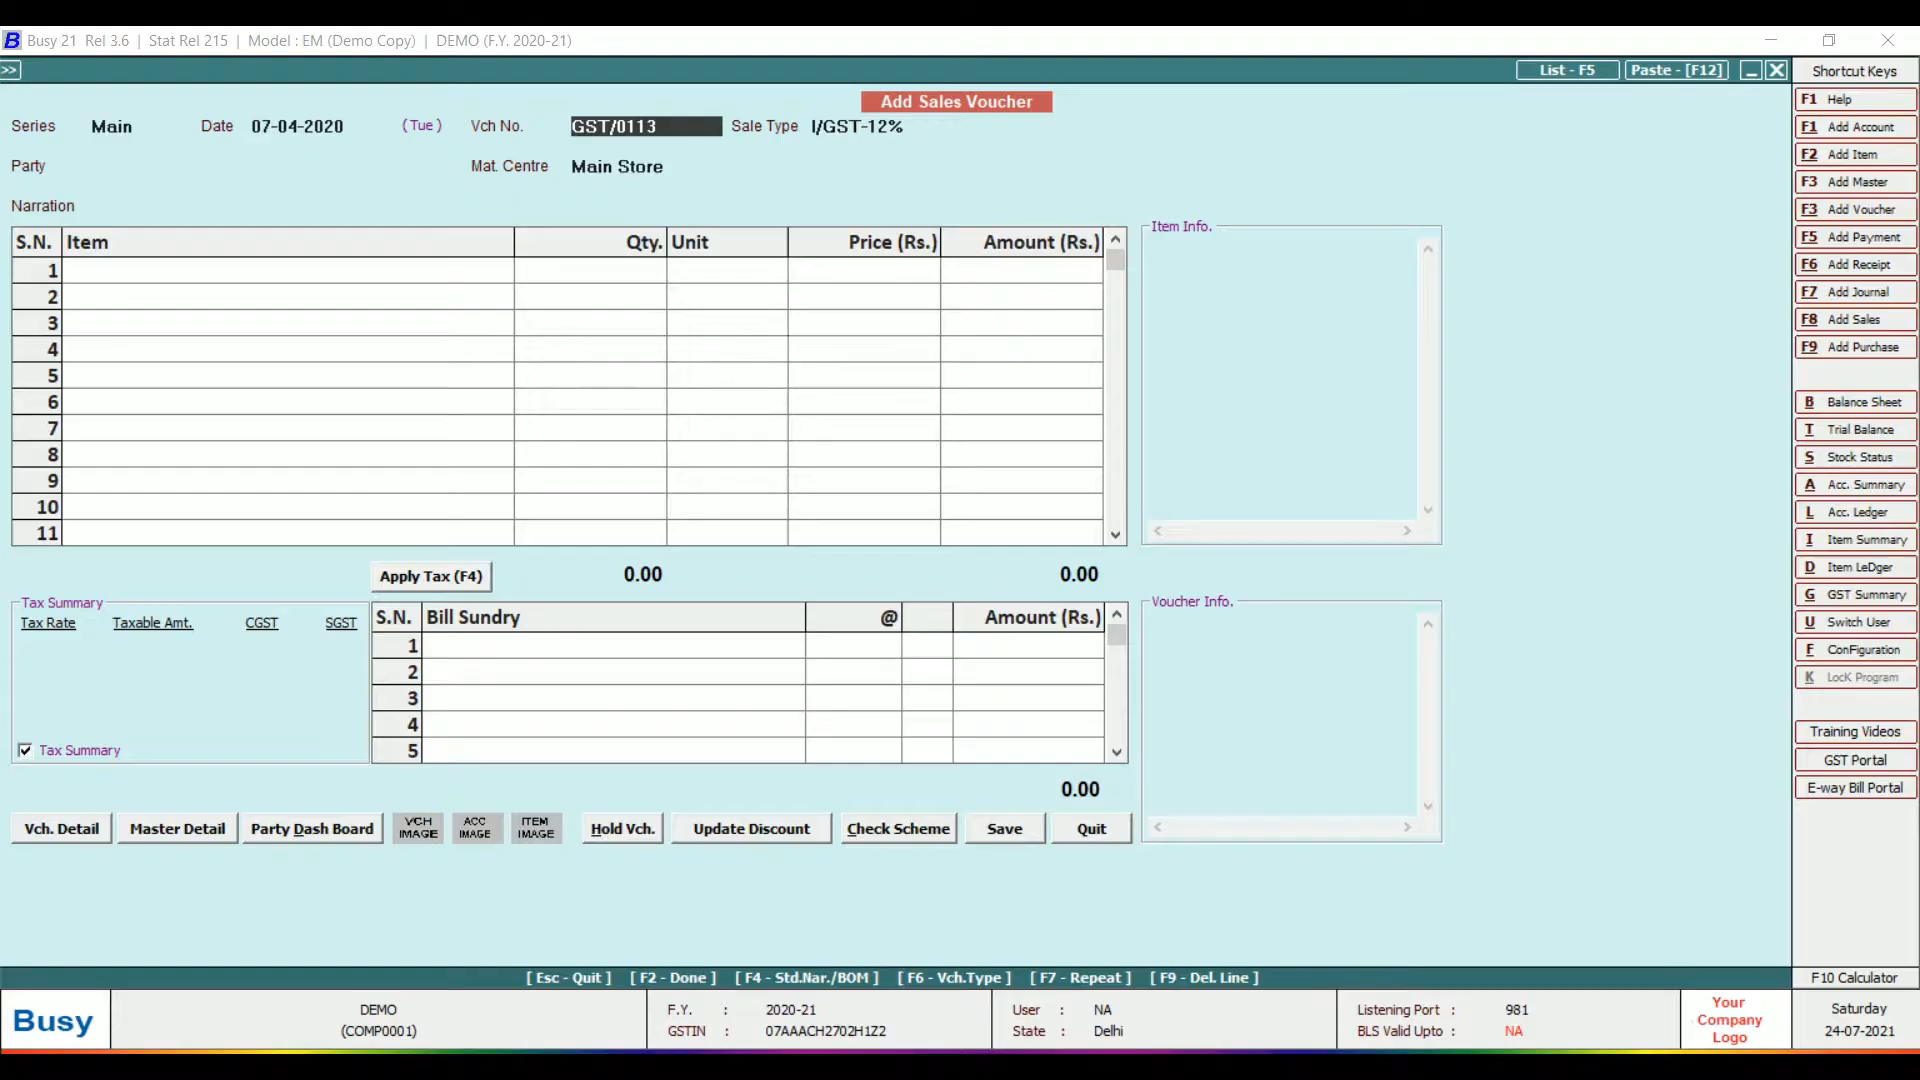 B Busy 21 Rel 3.6 | Stat Rel 215 | Model : EM (Demo Copy) | DEMO (F.Y. 2020-21)
>> List - F5 Paste - [F12] Shortcut Keys
Add Sales Voucher
Series Main Date 07-04-2020 (Tue) Vch No. GST/0113 Sale Type I/GST-12%
Party Mat. Centre Main Store
Narration
S.N. Item Qty. Unit Price (Rs.) Amount (Rs.)
1
2
3
4
5
6
7
8
9
10
11
Item Info.
Apply Tax (F4) 0.00 0.00
Tax Summary
Tax Rate Taxable Amt. CGST SGST
Tax Summary
S.N. Bill Sundry @ Amount (Rs.)
1
2
3
4
5
0.00
Voucher Info.
Vch. Detail Master Detail Party Dash Board VCH IMAGE ACC IMAGE ITEM IMAGE Hold Vch. Update Discount Check Scheme Save Quit
F1 Help
F1 Add Account
F2 Add Item
F3 Add Master
F3 Add Voucher
F5 Add Payment
F6 Add Receipt
F7 Add Journal
F8 Add Sales
F9 Add Purchase
B Balance Sheet
T Trial Balance
S Stock Status
A Acc. Summary
L Acc. Ledger
I Item Summary
D Item LeDger
G GST Summary
U Switch User
F ConFiguration
K LocK Program
Training Videos
GST Portal
E-way Bill Portal
[ Esc - Quit ] [ F2 - Done ] [ F4 - Std.Nar./BOM ] [ F6 - Vch.Type ] [ F7 - Repeat ] [ F9 - Del. Line ] F10 Calculator
Busy
DEMO
(COMP0001)
F.Y. : 2020-21
GSTIN : 07AAACH2702H1Z2
User : NA
State : Delhi
Listening Port : 981
BLS Valid Upto : NA
Your
Company
Logo
Saturday
24-07-2021